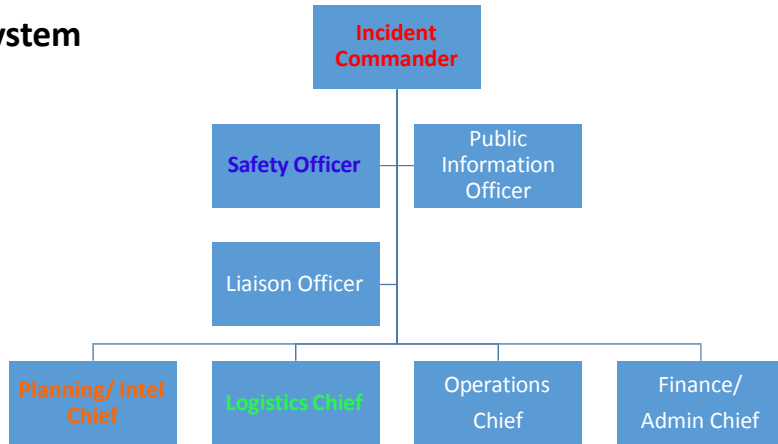 ystem
Incident
Commander
Safety Officer
Public
Information
Officer
Liaison Officer
Planning/ Intel
Chief
Logistics Chief
Operations
Chief
Finance/
Admin Chief